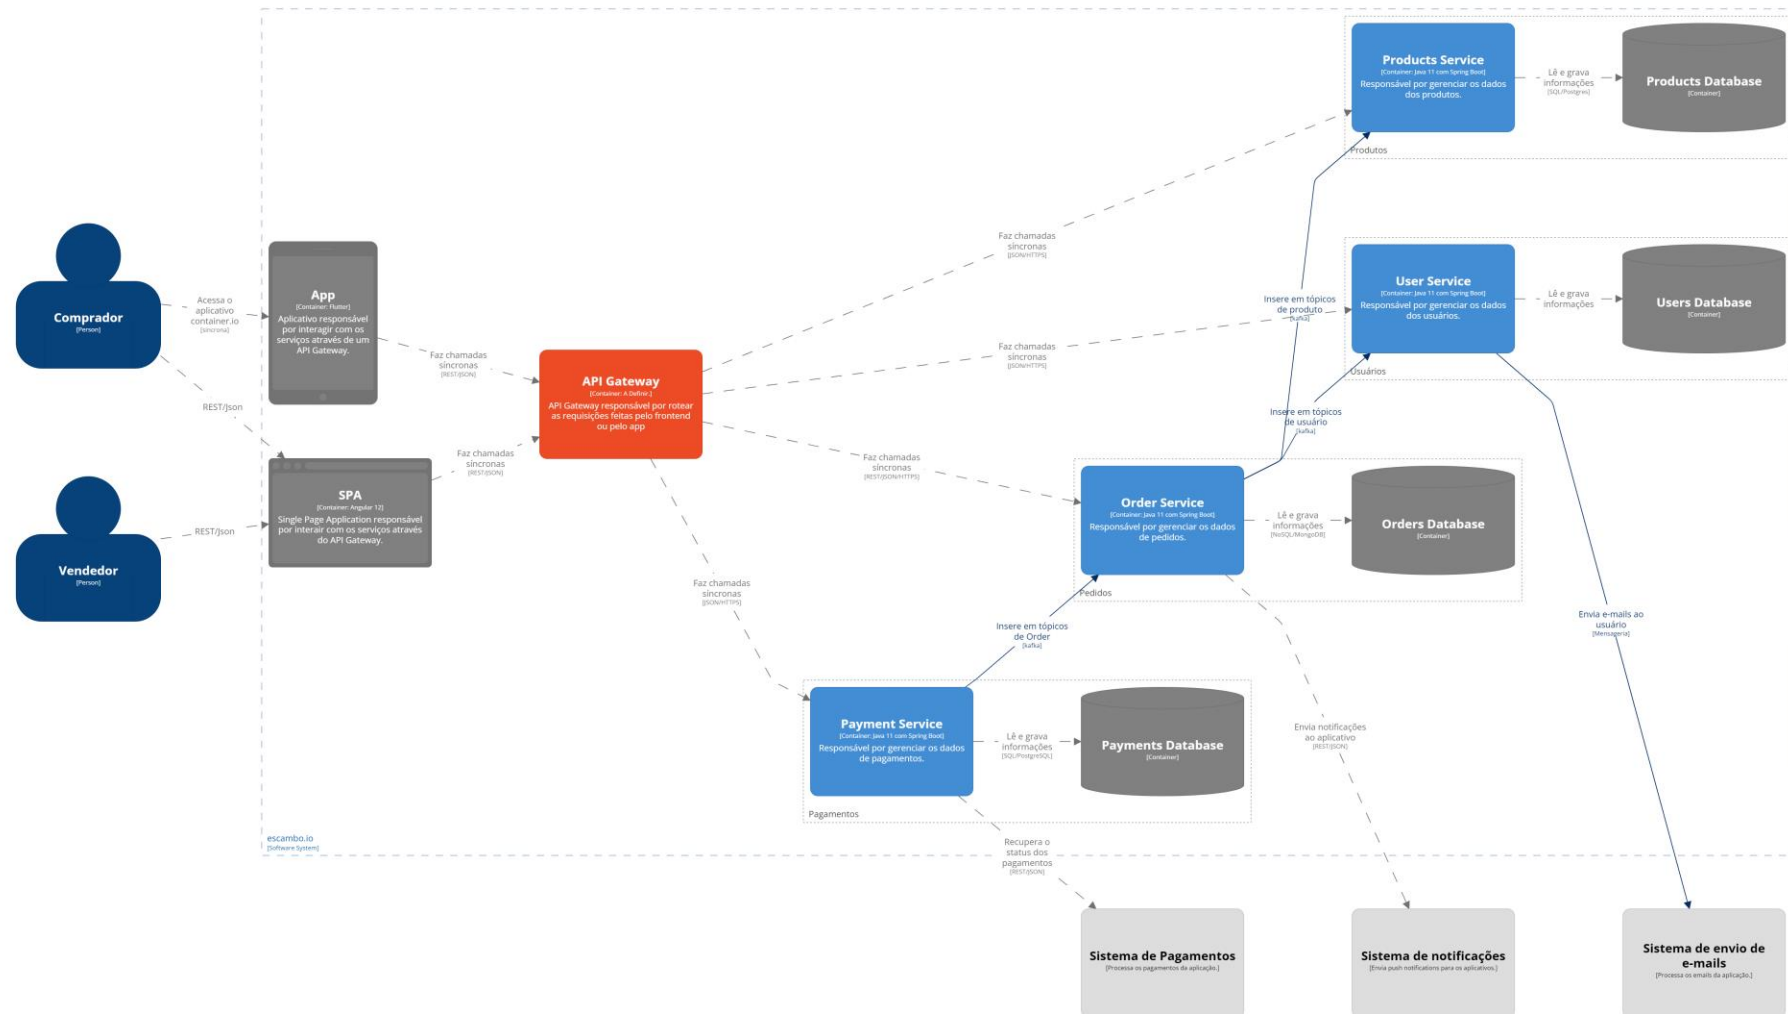 Products Service
[Container: Java 11 com Spring Boot]
Responsável por gerenciar os dados
dos produtos.
Lê e grava
informações
[SQL/Postgres]
Products Database
[Container]
Produtos
Comprador
[Person]
Acessa o
aplicativo
container.io
[síncrona]
App
[Container: Flutter]
Aplicativo responsável
por interagir com os
serviços através de um
API Gateway.
Faz chamadas
síncronas
[REST/JSON]
REST/Json
API Gateway
[Container: A Definir.]
API Gateway responsável por rotear
as requisições feitas pelo frontend
ou pelo app
Faz chamadas
síncronas
[JSON/HTTPS]
Faz chamadas
síncronas
[JSON/HTTPS]
Insere em tópicos
de produto
[kafka]
User Service
[Container: Java 11 com Spring Boot]
Responsável por gerenciar os dados
dos usuários.
Lê e grava
informações
Users Database
[Container]
Usuários
Insere em tópicos
de usuário
[kafka]
Vendedor
[Person]
REST/Json
SPA
[Container: Angular 12]
Single Page Application responsável
por interair com os serviços através
do API Gateway.
Faz chamadas
síncronas
[REST/JSON]
Faz chamadas
síncronas
[REST/JSON/HTTPS]
Order Service
[Container: Java 11 com Spring Boot]
Responsável por gerenciar os dados
de pedidos.
Lê e grava
informações
[NoSQL/MongoDB]
Orders Database
[Container]
Pedidos
Faz chamadas
síncronas
[JSON/HTTPS]
Insere em tópicos
de Order
[kafka]
Envia e-mails ao
usuário
[Mensageria]
Payment Service
[Container: Java 11 com Spring Boot]
Responsável por gerenciar os dados
de pagamentos.
Lê e grava
informações
[SQL/PostgreSQL]
Payments Database
[Container]
Pagamentos
Envia notificações
ao aplicativo
[REST/JSON]
escambo.io
[Software System]
Recupera o
status dos
pagamentos
[REST/JSON]
Sistema de Pagamentos
[Processa os pagamentos da aplicação.]
Sistema de notificações
[Envia push notifications para os aplicativos.]
Sistema de envio de
e-mails
[Processa os emails da aplicação.]